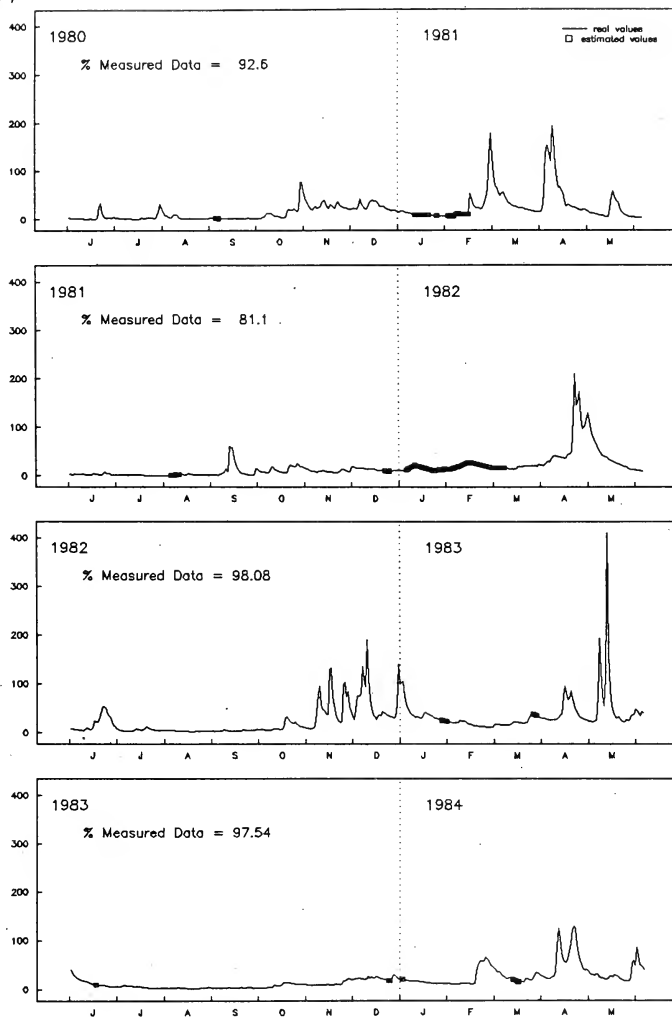 400
1980
1981
real values
estimated values
% Measured Data = 92.6
300
200
100
0
J J A S O N D J F M A M
400
1981
1982
% Measured Data = 81.1
300
200
100
0
J J A S O N D J F M A M
400
1982
1983
% Measured Data = 98.08
300
200
100
0
J J A S O N D J F M A M
400
1983
1984
% Measured Data = 97.54
300
200
100
0
J J A S O N D J F M A M